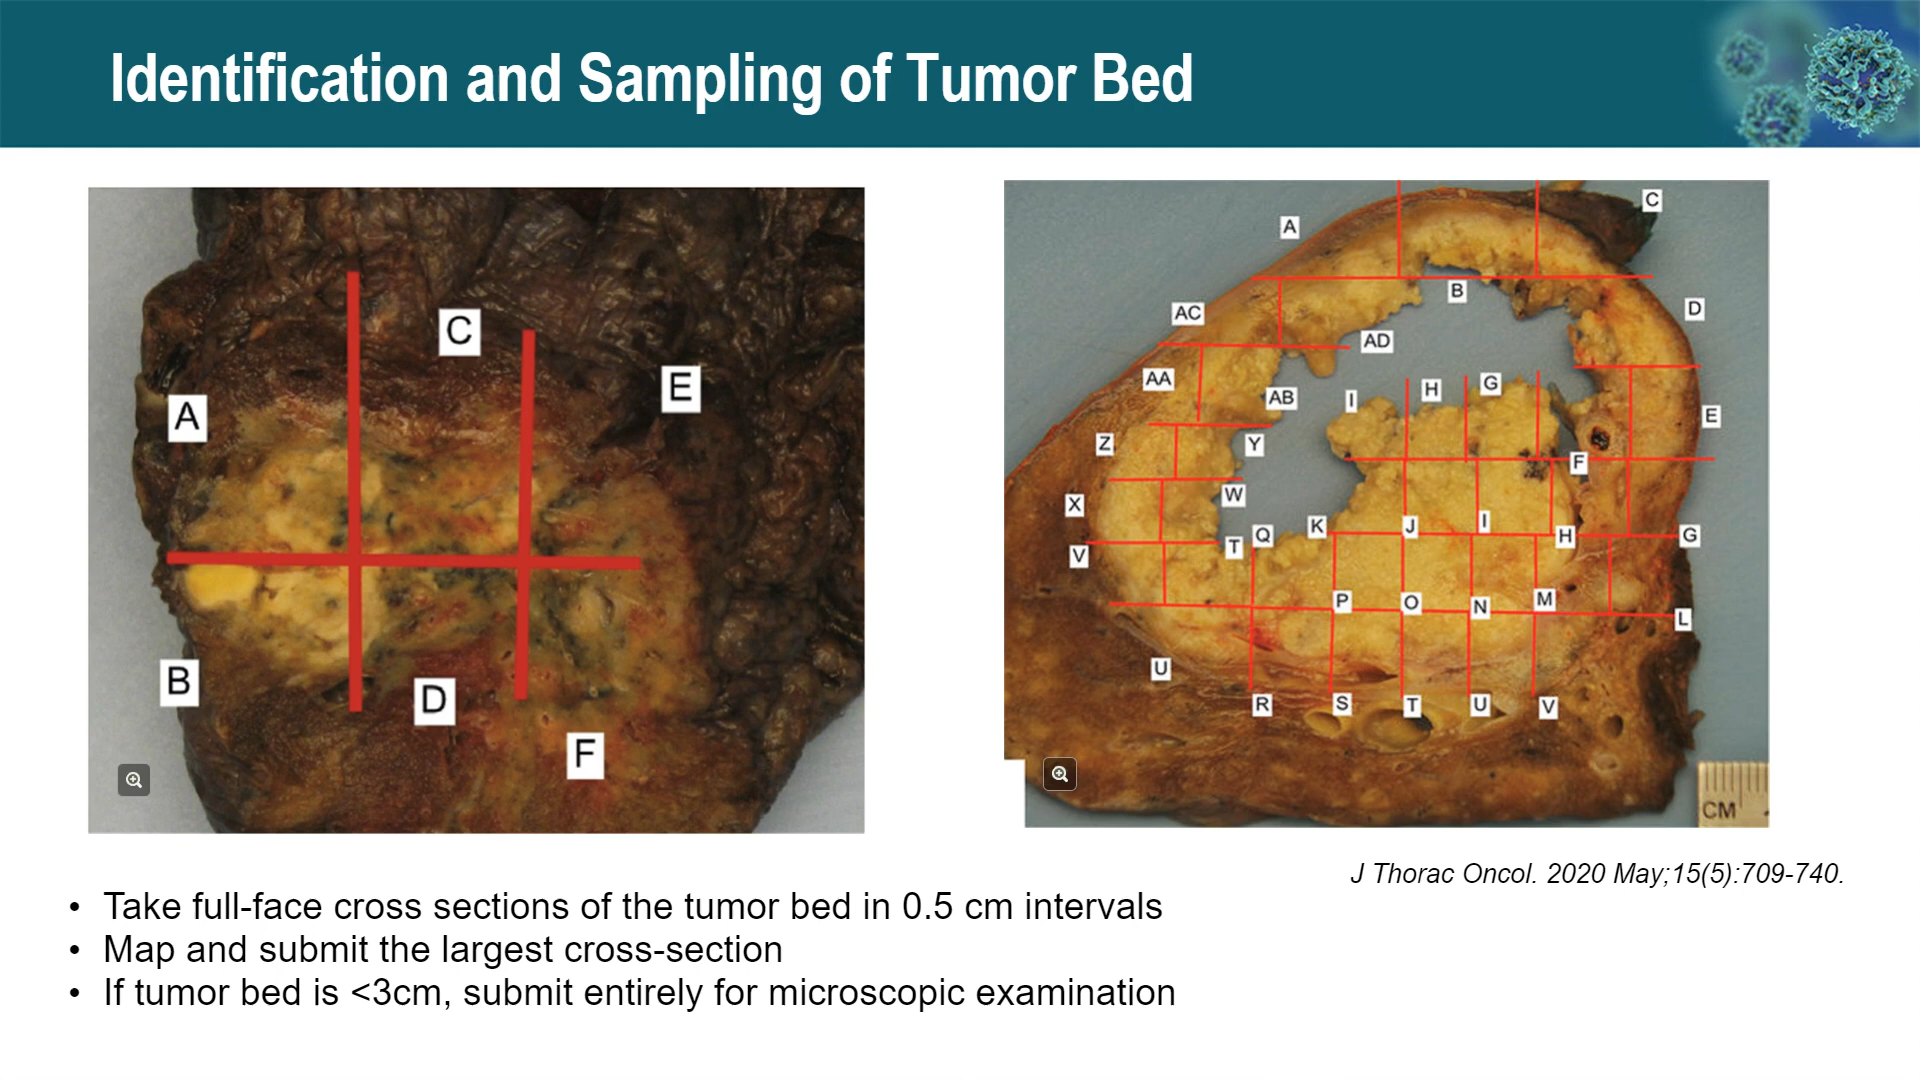 Identification and Sampling of Tumor Bed
A
C
E
B
D
F
A
C
B
D
AC
AD
AA
AB
I
H
G
E
Z
Y
F
X
W
K
J
I
H
G
V
T
Q
P
O
N
M
L
U
R
S
T
U
V
CM
J Thorac Oncol. 2020 May;15(5):709-740.
• Take full-face cross sections of the tumor bed in 0.5 cm intervals
• Map and submit the largest cross-section
• If tumor bed is <3cm, submit entirely for microscopic examination